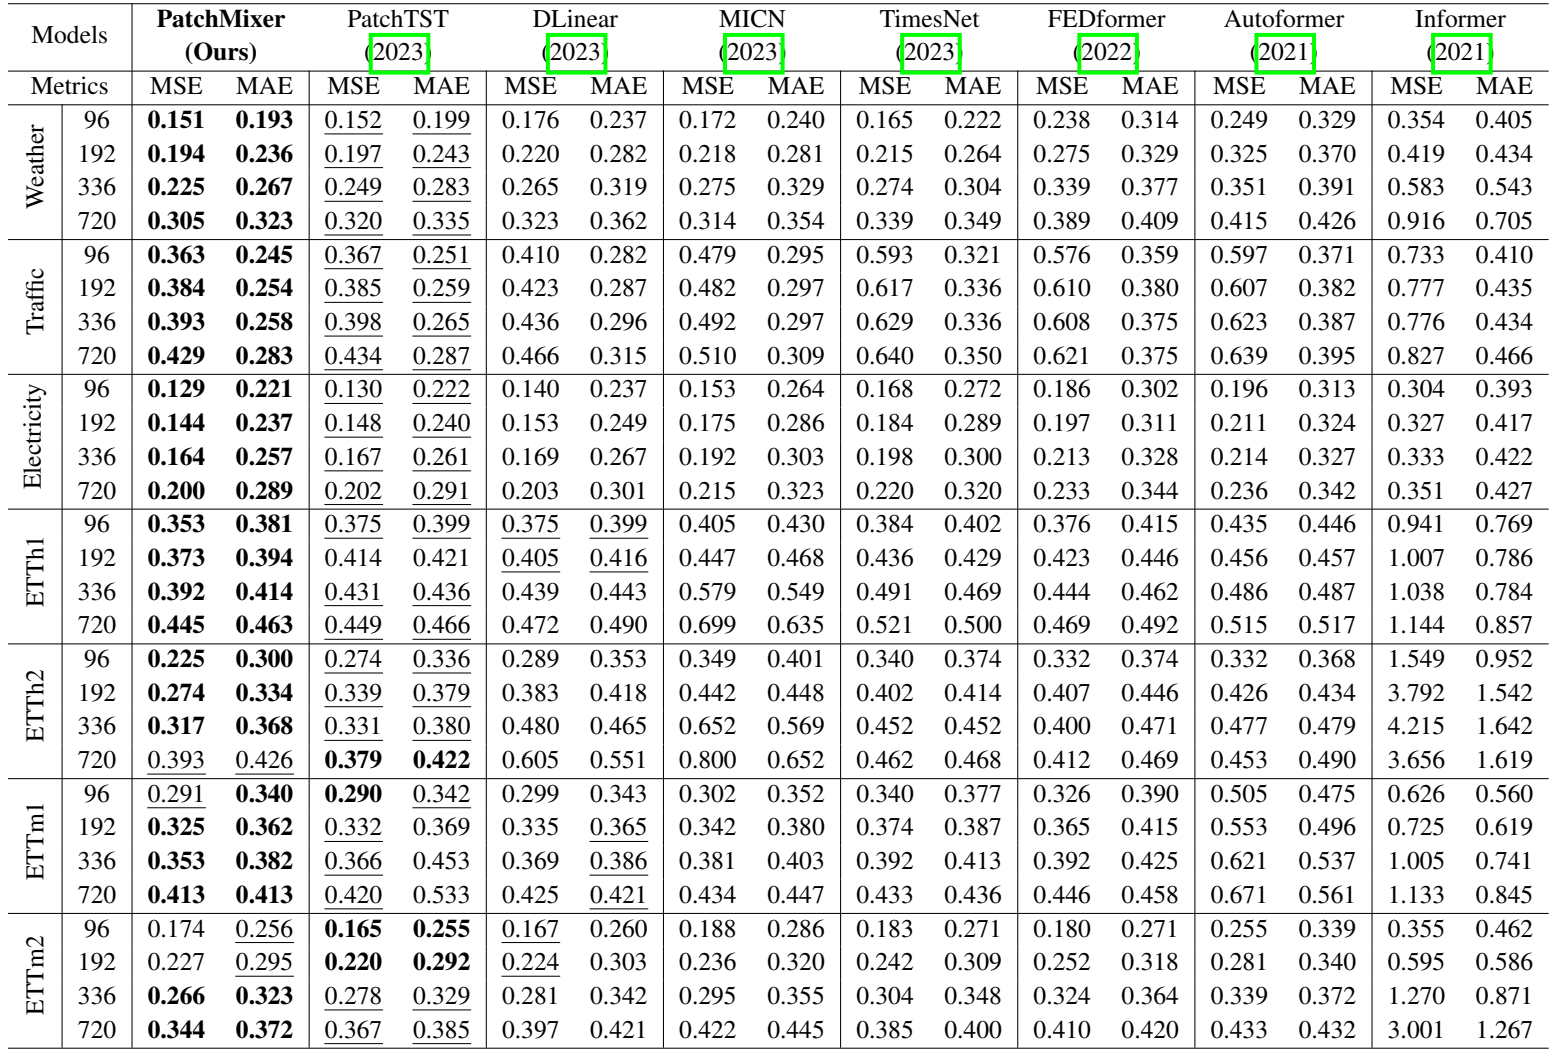 Models PatchMixer PatchTST DLinear MICN TimesNet FEDformer Autoformer Informer
(Ours) (2023) (2023) (2023) (2023) (2022) (2021) (2021)
Metrics MSE MAE MSE MAE MSE MAE MSE MAE MSE MAE MSE MAE MSE MAE MSE MAE
Weather
96 0.151 0.193 0.152 0.199 0.176 0.237 0.172 0.240 0.165 0.222 0.238 0.314 0.249 0.329 0.354 0.405
192 0.194 0.236 0.197 0.243 0.220 0.282 0.218 0.281 0.215 0.264 0.275 0.329 0.325 0.370 0.419 0.434
336 0.225 0.267 0.249 0.283 0.265 0.319 0.275 0.329 0.274 0.304 0.339 0.377 0.351 0.391 0.583 0.543
720 0.305 0.323 0.320 0.335 0.323 0.362 0.314 0.354 0.339 0.349 0.389 0.409 0.415 0.426 0.916 0.705
Traffic
96 0.363 0.245 0.367 0.251 0.410 0.282 0.479 0.295 0.593 0.321 0.576 0.359 0.597 0.371 0.733 0.410
192 0.384 0.254 0.385 0.259 0.423 0.287 0.482 0.297 0.617 0.336 0.610 0.380 0.607 0.382 0.777 0.435
336 0.393 0.258 0.398 0.265 0.436 0.296 0.492 0.297 0.629 0.336 0.608 0.375 0.623 0.387 0.776 0.434
720 0.429 0.283 0.434 0.287 0.466 0.315 0.510 0.309 0.640 0.350 0.621 0.375 0.639 0.395 0.827 0.466
Electricity
96 0.129 0.221 0.130 0.222 0.140 0.237 0.153 0.264 0.168 0.272 0.186 0.302 0.196 0.313 0.304 0.393
192 0.144 0.237 0.148 0.240 0.153 0.249 0.175 0.286 0.184 0.289 0.197 0.311 0.211 0.324 0.327 0.417
336 0.164 0.257 0.167 0.261 0.169 0.267 0.192 0.303 0.198 0.300 0.213 0.328 0.214 0.327 0.333 0.422
720 0.200 0.289 0.202 0.291 0.203 0.301 0.215 0.323 0.220 0.320 0.233 0.344 0.236 0.342 0.351 0.427
ETTh1
96 0.353 0.381 0.375 0.399 0.375 0.399 0.405 0.430 0.384 0.402 0.376 0.415 0.435 0.446 0.941 0.769
192 0.373 0.394 0.414 0.421 0.405 0.416 0.447 0.468 0.436 0.429 0.423 0.446 0.456 0.457 1.007 0.786
336 0.392 0.414 0.431 0.436 0.439 0.443 0.579 0.549 0.491 0.469 0.444 0.462 0.486 0.487 1.038 0.784
720 0.445 0.463 0.449 0.466 0.472 0.490 0.699 0.635 0.521 0.500 0.469 0.492 0.515 0.517 1.144 0.857
ETTh2
96 0.225 0.300 0.274 0.336 0.289 0.353 0.349 0.401 0.340 0.374 0.332 0.374 0.332 0.368 1.549 0.952
192 0.274 0.334 0.339 0.379 0.383 0.418 0.442 0.448 0.402 0.414 0.407 0.446 0.426 0.434 3.792 1.542
336 0.317 0.368 0.331 0.380 0.480 0.465 0.652 0.569 0.452 0.452 0.400 0.471 0.477 0.479 4.215 1.642
720 0.393 0.426 0.379 0.422 0.605 0.551 0.800 0.652 0.462 0.468 0.412 0.469 0.453 0.490 3.656 1.619
ETTm1
96 0.291 0.340 0.290 0.342 0.299 0.343 0.302 0.352 0.340 0.377 0.326 0.390 0.505 0.475 0.626 0.560
192 0.325 0.362 0.332 0.369 0.335 0.365 0.342 0.380 0.374 0.387 0.365 0.415 0.553 0.496 0.725 0.619
336 0.353 0.382 0.366 0.453 0.369 0.386 0.381 0.403 0.392 0.413 0.392 0.425 0.621 0.537 1.005 0.741
720 0.413 0.413 0.420 0.533 0.425 0.421 0.434 0.447 0.433 0.436 0.446 0.458 0.671 0.561 1.133 0.845
ETTm2
96 0.174 0.256 0.165 0.255 0.167 0.260 0.188 0.286 0.183 0.271 0.180 0.271 0.255 0.339 0.355 0.462
192 0.227 0.295 0.220 0.292 0.224 0.303 0.236 0.320 0.242 0.309 0.252 0.318 0.281 0.340 0.595 0.586
336 0.266 0.323 0.278 0.329 0.281 0.342 0.295 0.355 0.304 0.348 0.324 0.364 0.339 0.372 1.270 0.871
720 0.344 0.372 0.367 0.385 0.397 0.421 0.422 0.445 0.385 0.400 0.410 0.420 0.433 0.432 3.001 1.267